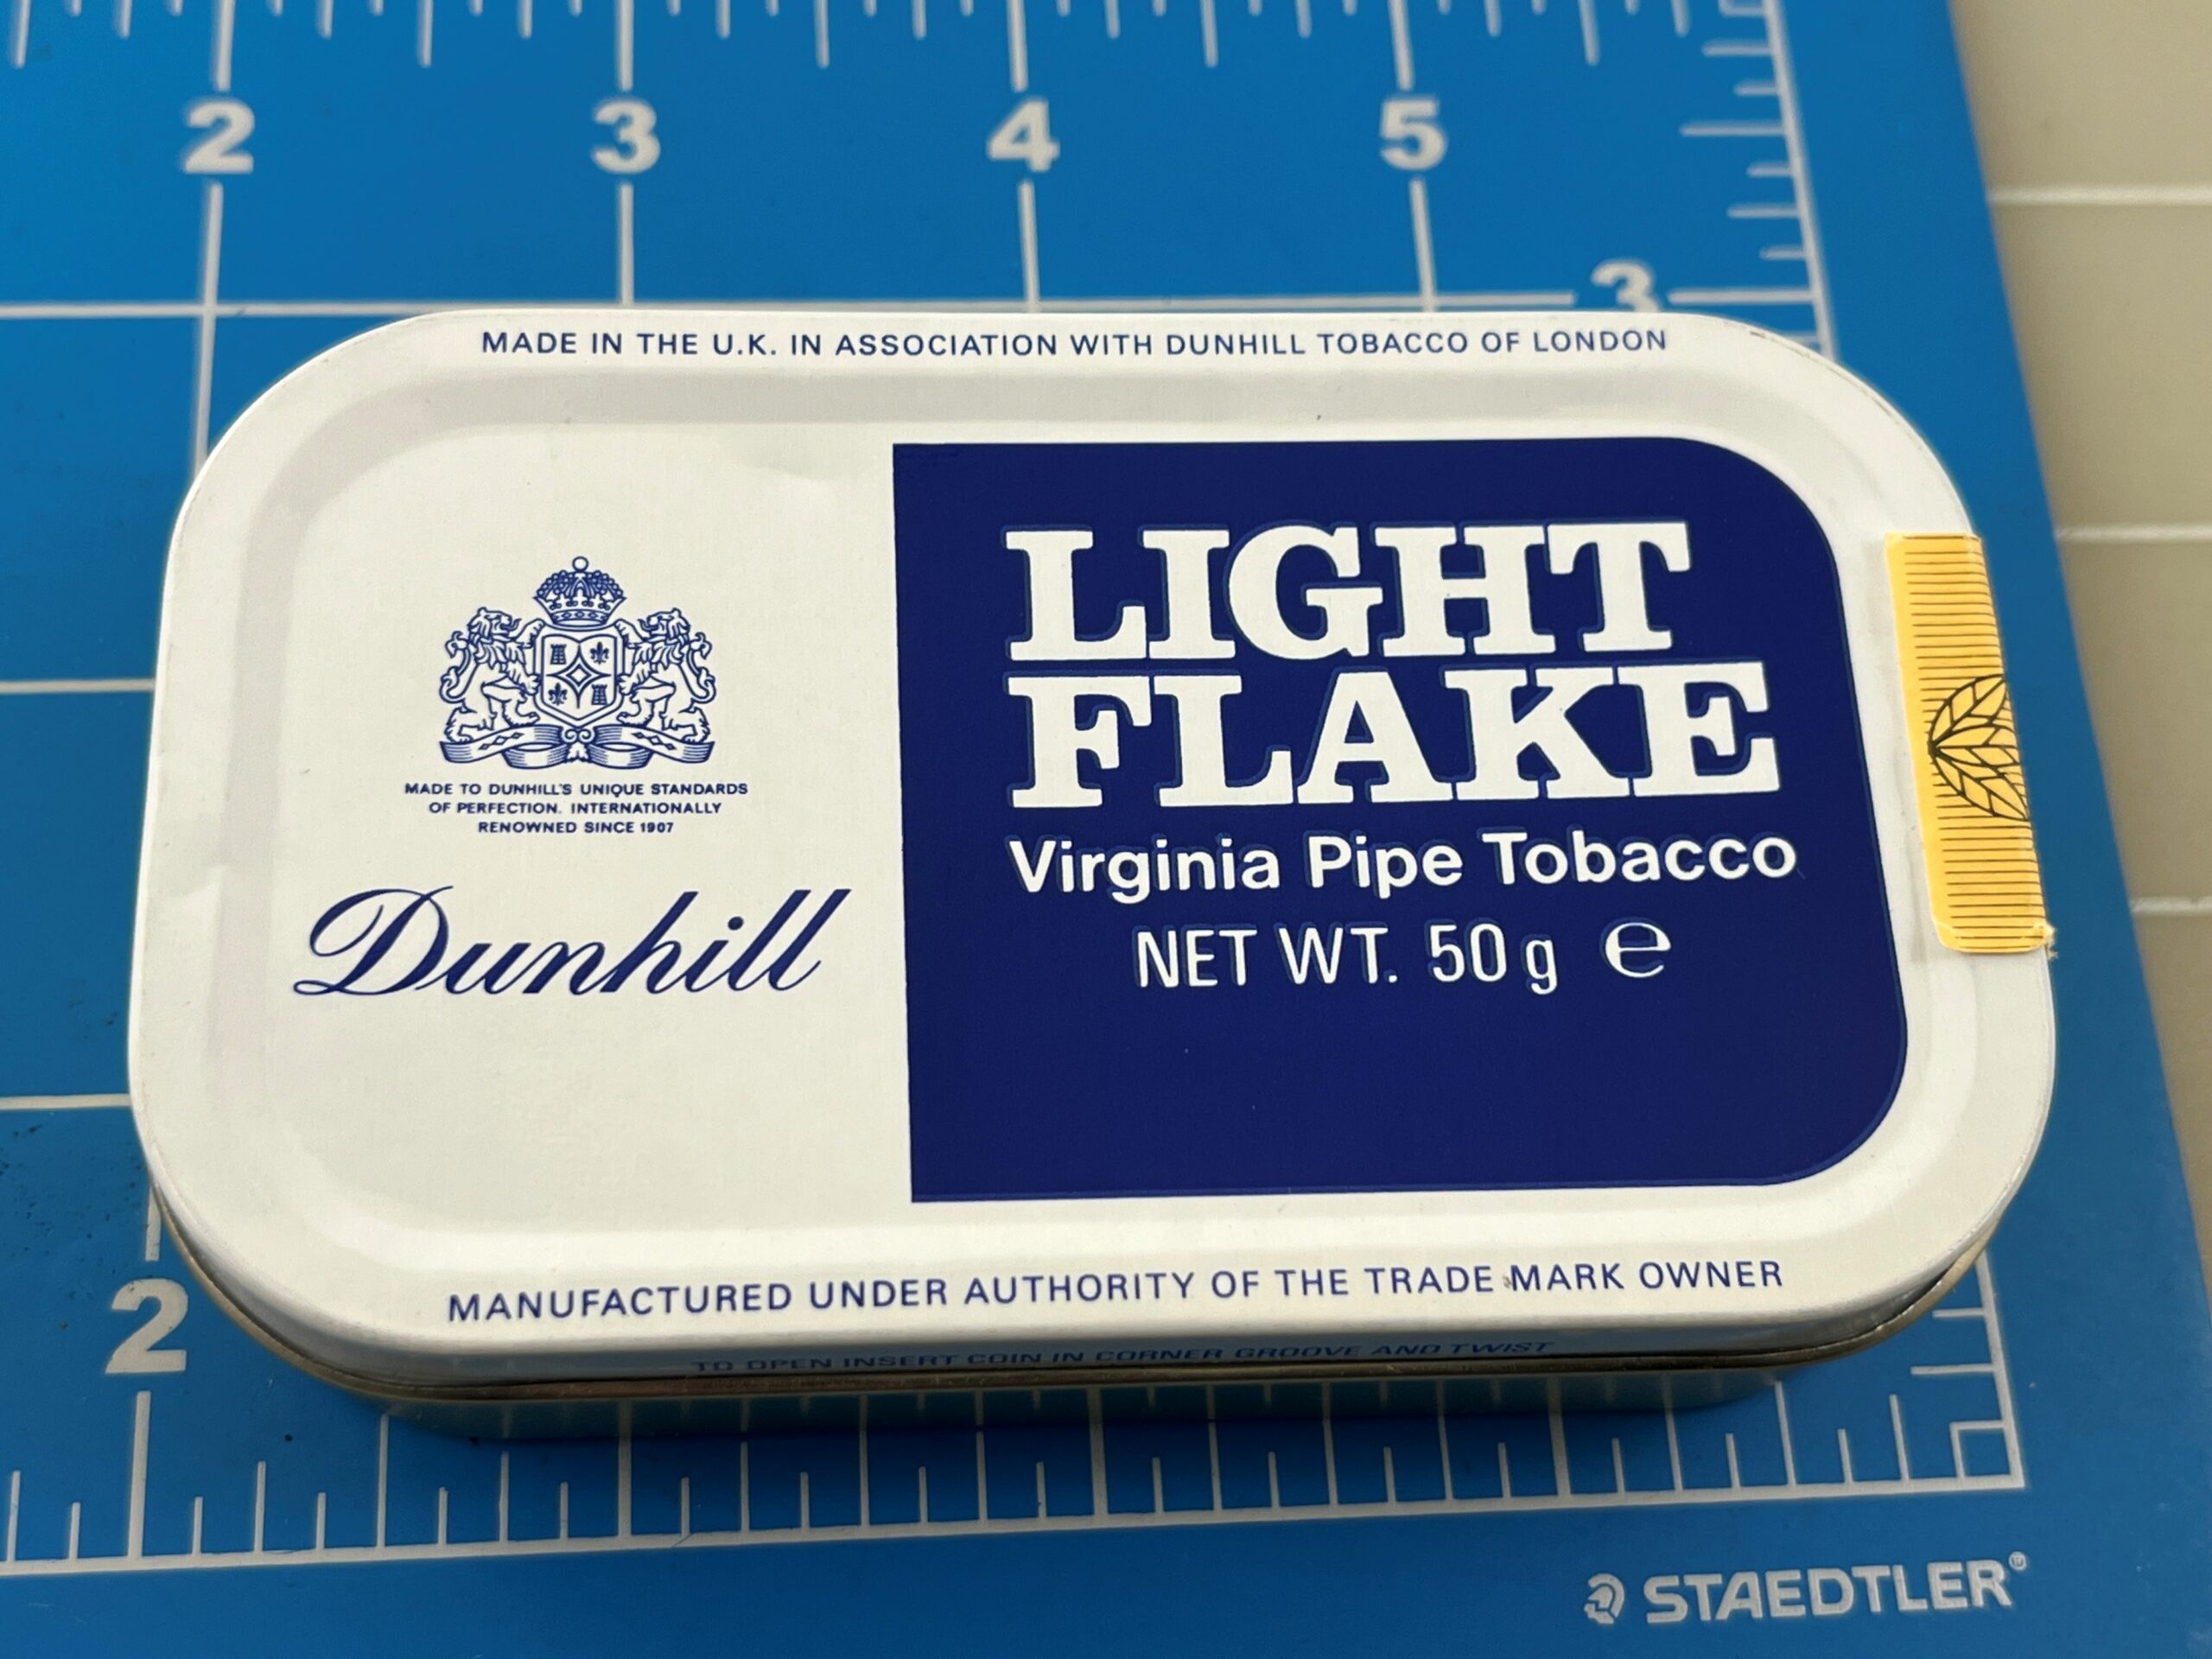 2 3 4 5
3
MADE IN THE U.K. IN ASSOCIATION WITH DUNHILL TOBACCO OF LONDON
MADE TO DUNHILL'S UNIQUE STANDARDS
OF PERFECTION. INTERNATIONALLY
RENOWNED SINCE 1907
Dunhill
LIGHT
FLAKE
Virginia Pipe Tobacco
NET WT. 50g ℮
MANUFACTURED UNDER AUTHORITY OF THE TRADE MARK OWNER
TO OPEN INSERT COIN IN CORNER GROOVE AND TWIST
2
STAEDTLER®